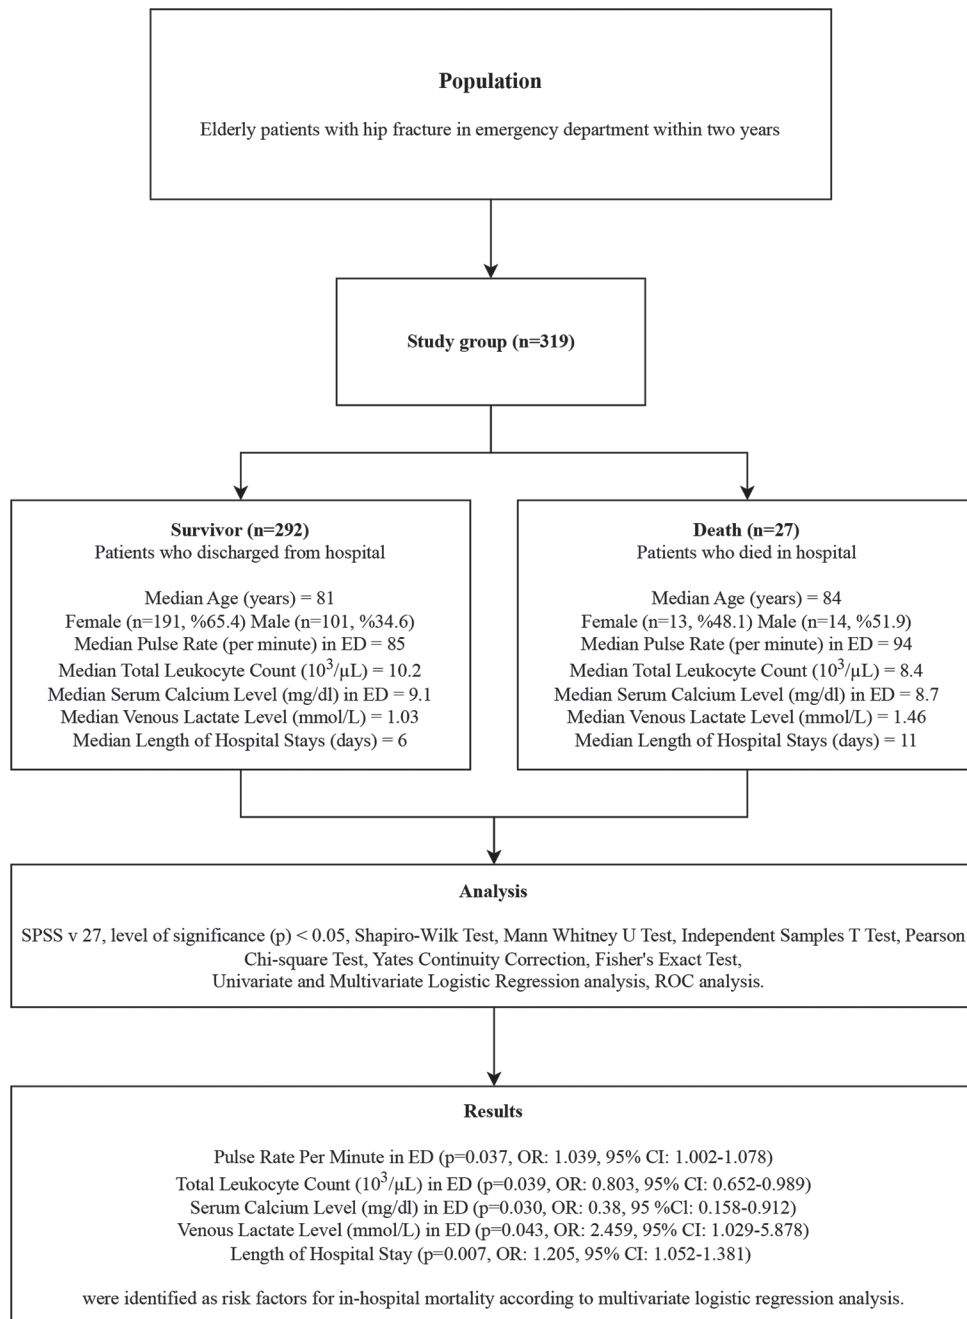 Population
Elderly patients with hip fracture in emergency department within two years
Study group (n=319)
Survivor (n=292)
Patients who discharged from hospital
Median Age (years) = 81
Female (n=191, %65.4) Male (n=101, %34.6)
Median Pulse Rate (per minute) in ED = 85
Median Total Leukocyte Count (10³/µL) = 10.2
Median Serum Calcium Level (mg/dl) in ED = 9.1
Median Venous Lactate Level (mmol/L) = 1.03
Median Length of Hospital Stays (days) = 6
Death (n=27)
Patients who died in hospital
Median Age (years) = 84
Female (n=13, %48.1) Male (n=14, %51.9)
Median Pulse Rate (per minute) in ED = 94
Median Total Leukocyte Count (10³/µL) = 8.4
Median Serum Calcium Level (mg/dl) in ED = 8.7
Median Venous Lactate Level (mmol/L) = 1.46
Median Length of Hospital Stays (days) = 11
Analysis
SPSS v 27, level of significance (p) < 0.05, Shapiro-Wilk Test, Mann Whitney U Test, Independent Samples T Test, Pearson
Chi-square Test, Yates Continuity Correction, Fisher's Exact Test,
Univariate and Multivariate Logistic Regression analysis, ROC analysis.
Results
Pulse Rate Per Minute in ED (p=0.037, OR: 1.039, 95% CI: 1.002-1.078)
Total Leukocyte Count (10³/µL) in ED (p=0.039, OR: 0.803, 95% CI: 0.652-0.989)
Serum Calcium Level (mg/dl) in ED (p=0.030, OR: 0.38, 95 %Cl: 0.158-0.912)
Venous Lactate Level (mmol/L) in ED (p=0.043, OR: 2.459, 95% CI: 1.029-5.878)
Length of Hospital Stay (p=0.007, OR: 1.205, 95% CI: 1.052-1.381)
were identified as risk factors for in-hospital mortality according to multivariate logistic regression analysis.